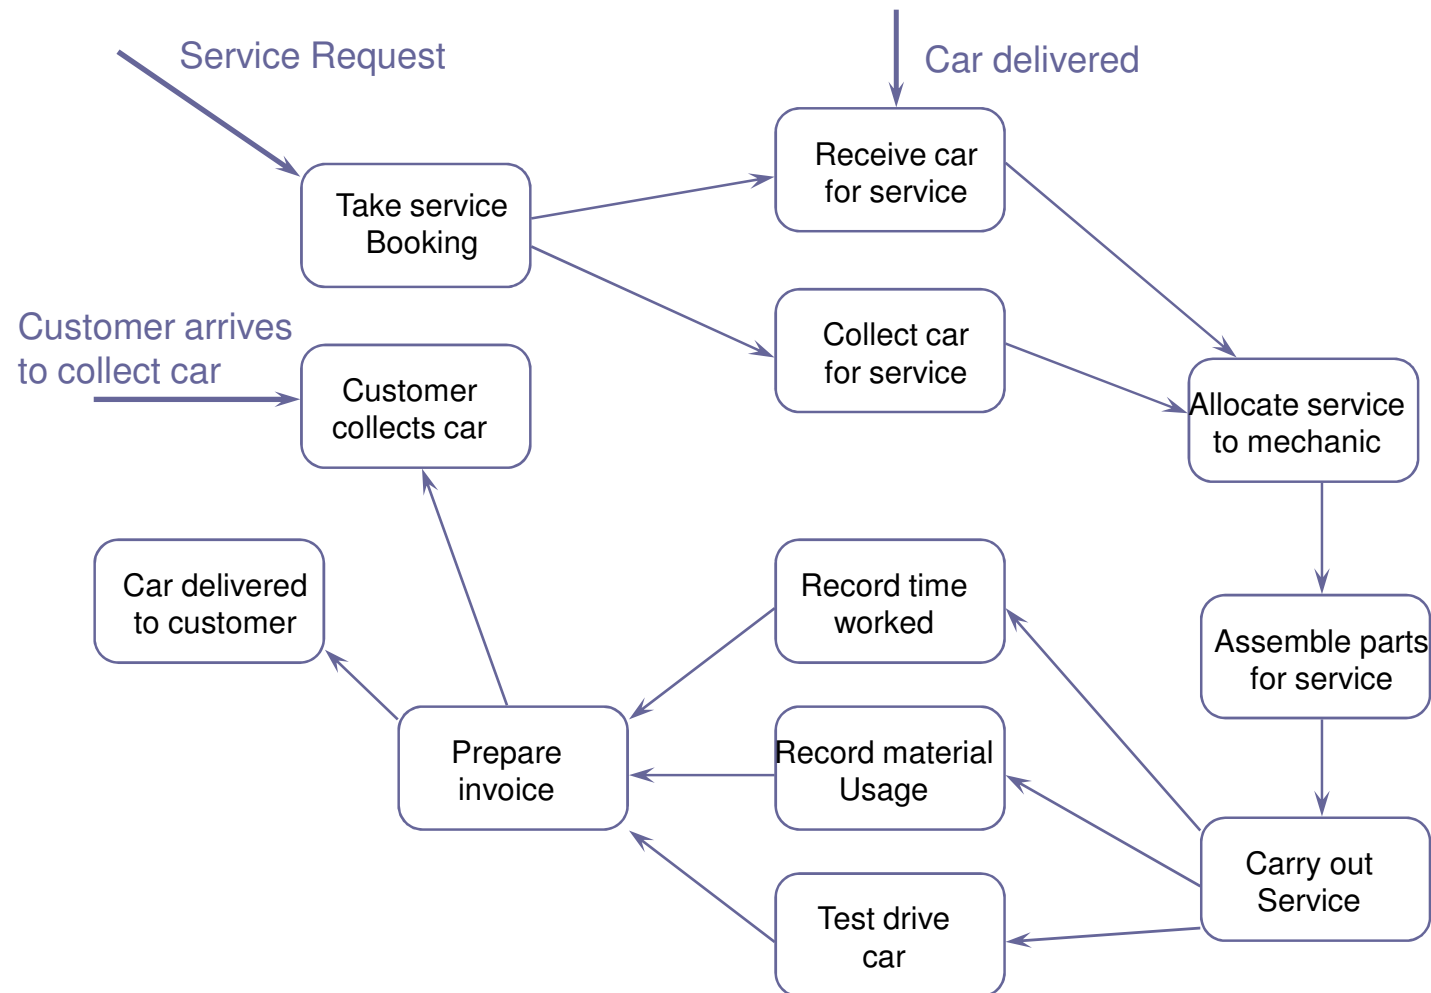 Service Request
Car delivered
Receive car
for service
Take service
Booking
Collect car
for service
Customer arrives
to collect car
Customer
collects car
Allocate service
to mechanic
Car delivered
to customer
Record time
worked
Assemble parts
for service
Prepare
invoice
Record material
Usage
Carry out
Service
Test drive
car